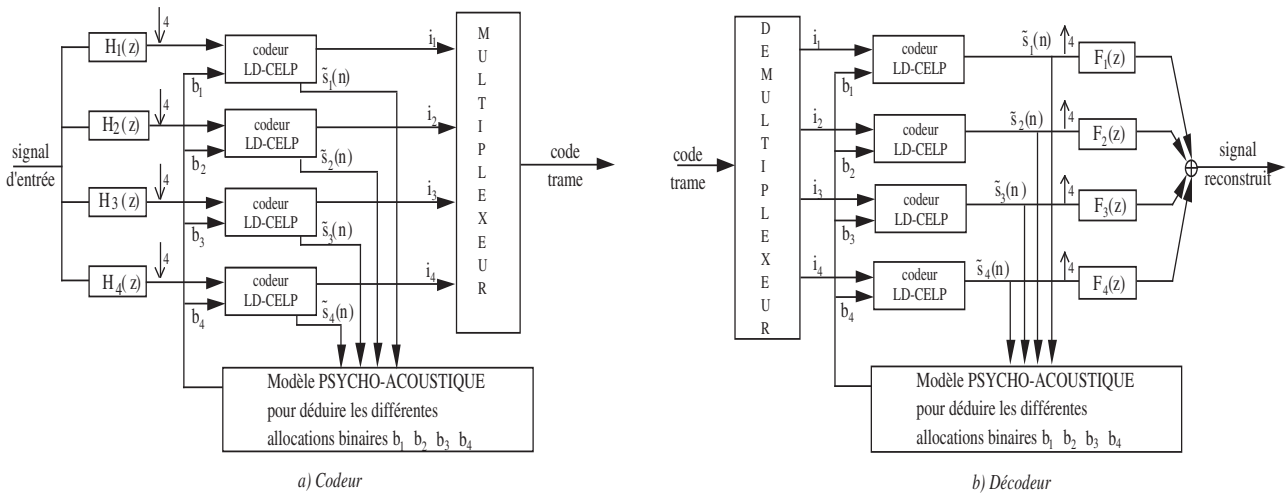 H1(z)
4
codeur
LD-CELP
b1
i1
s̃1(n)
H2(z)
4
codeur
LD-CELP
b2
i2
s̃2(n)
signal
d'entrée
H3(z)
4
codeur
LD-CELP
b3
i3
s̃3(n)
H4(z)
4
codeur
LD-CELP
b4
i4
s̃4(n)
MULTIPLEXEUR
code
trame
Modèle PSYCHO-ACOUSTIQUE
pour déduire les différentes
allocations binaires b1 b2 b3 b4
a) Codeur
code
trame
DEMULTIPLEXEUR
i1
b1
codeur
LD-CELP
s̃1(n)
4
F1(z)
i2
b2
codeur
LD-CELP
s̃2(n)
4
F2(z)
i3
b3
codeur
LD-CELP
s̃3(n)
4
F3(z)
i4
b4
codeur
LD-CELP
s̃4(n)
4
F4(z)
signal
reconstruit
Modèle PSYCHO-ACOUSTIQUE
pour déduire les différentes
allocations binaires b1 b2 b3 b4
b) Décodeur